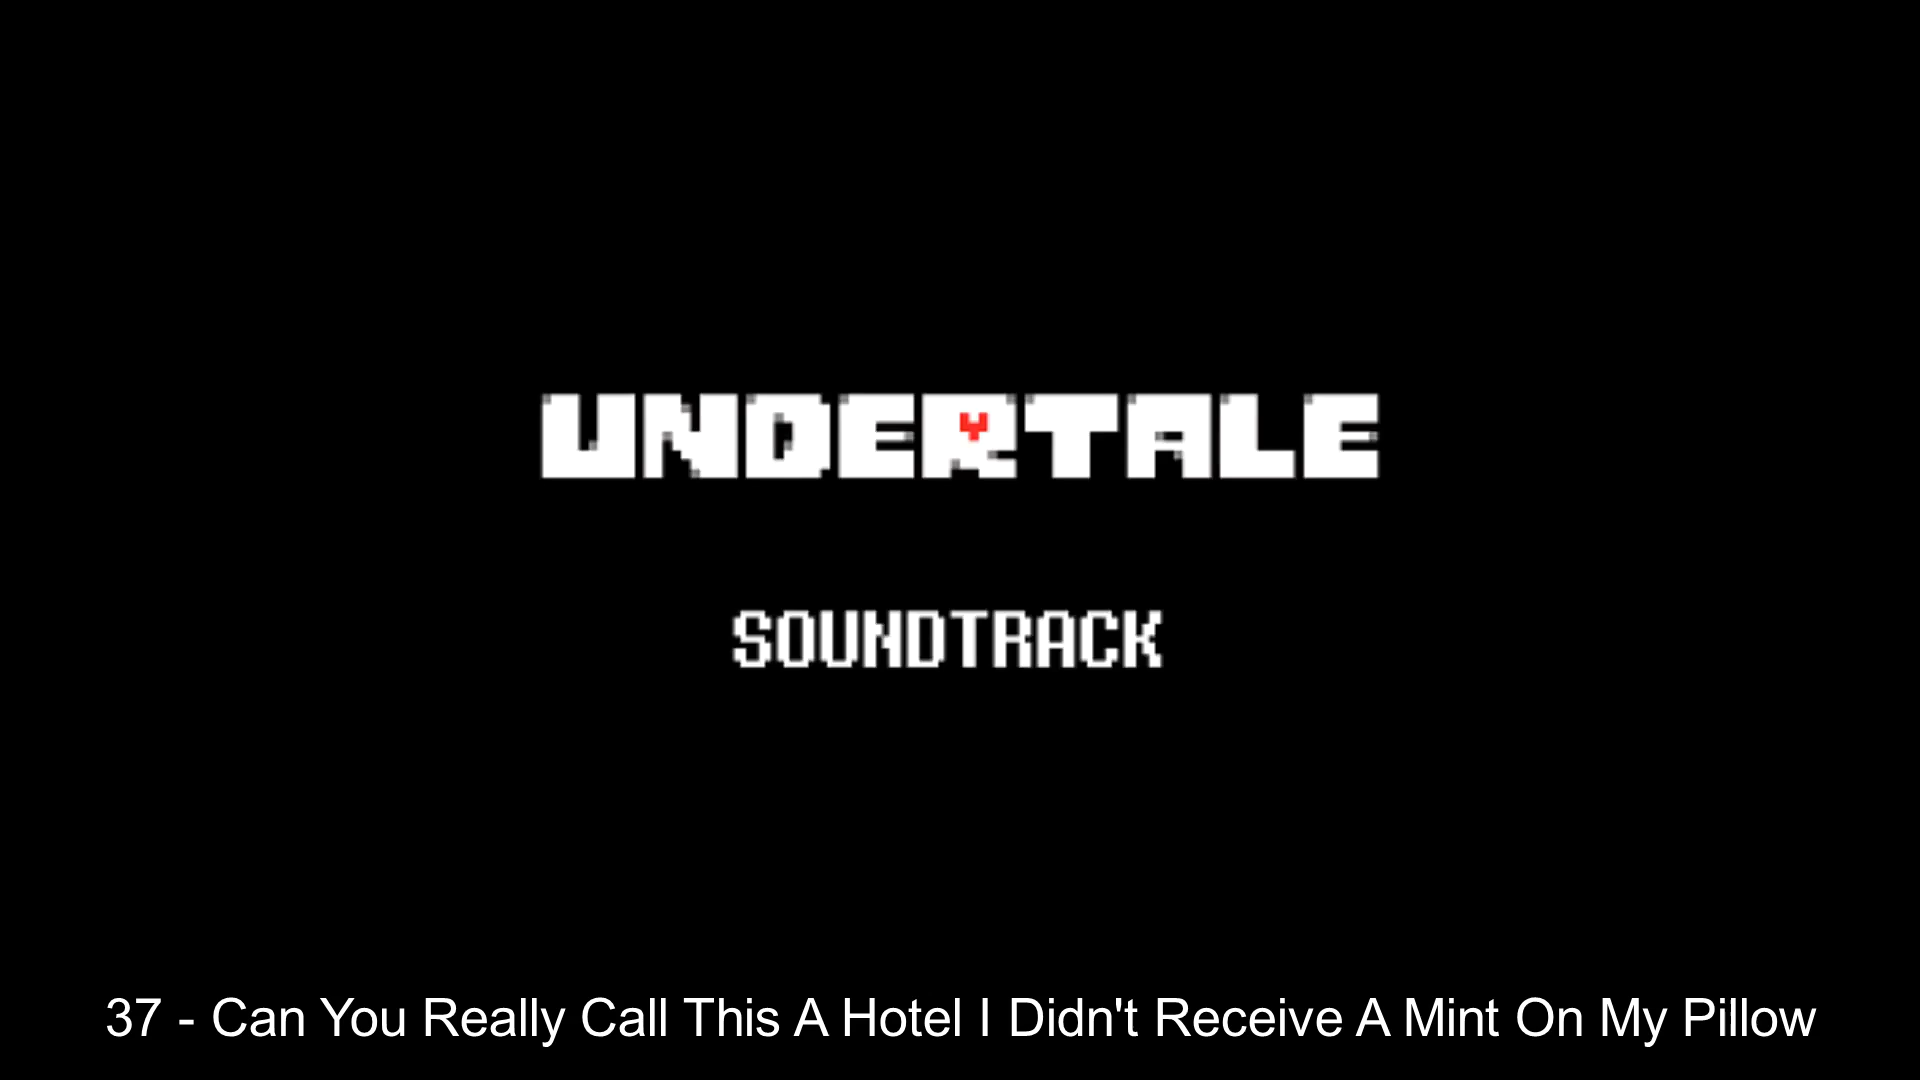 UNDERTALE
SOUNDTRACK
37 - Can You Really Call This A Hotel I Didn't Receive A Mint On My Pillow